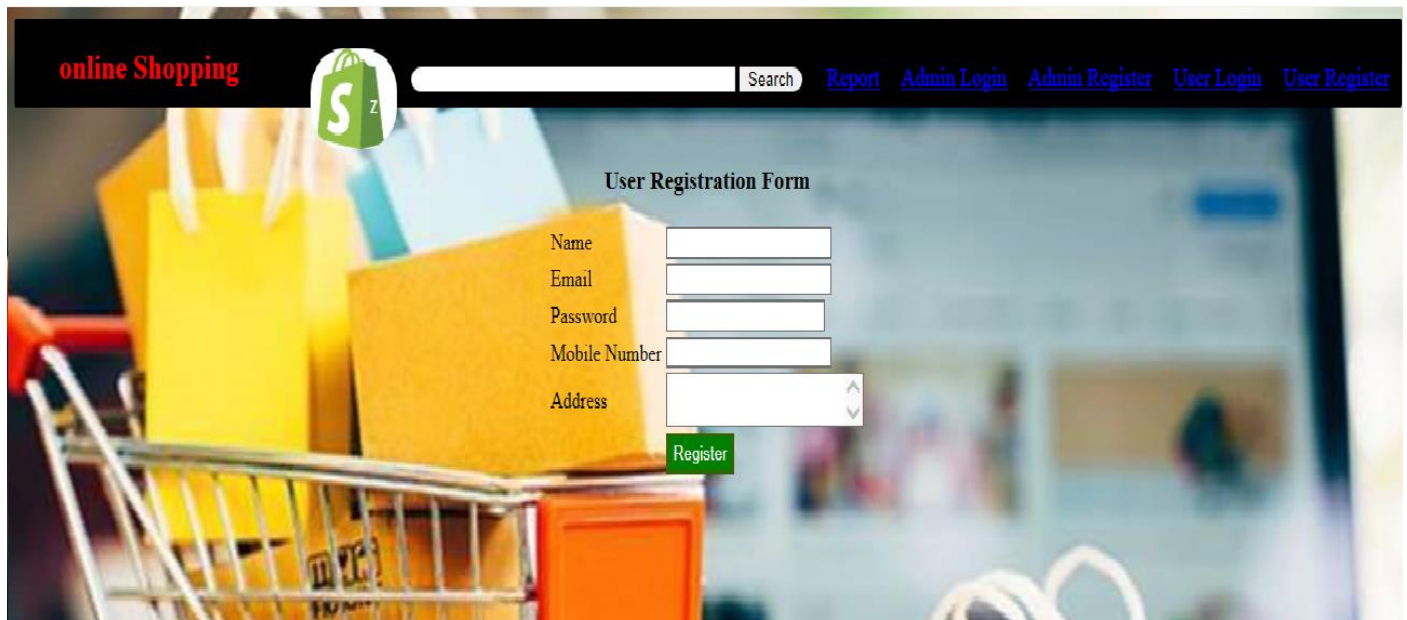 online Shopping
S Z
Search Report Admin Login Admin Register User Login User Register
User Registration Form
Name
Email
Password
Mobile Number
Address
Register